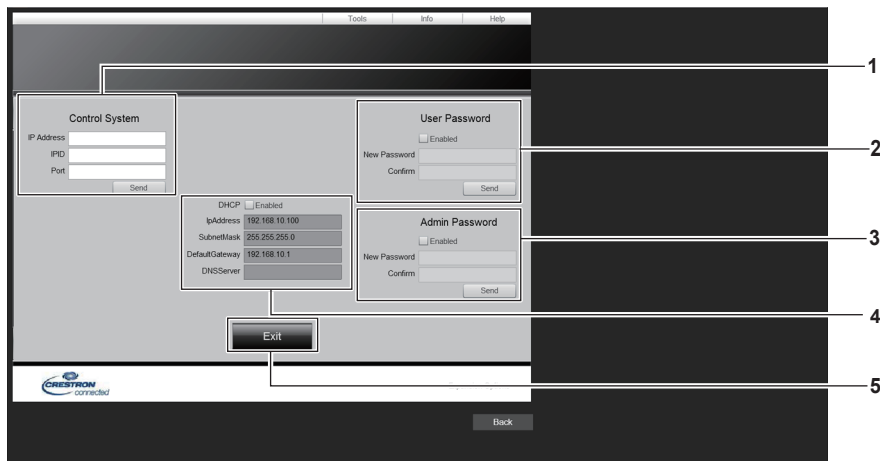 Tools Info Help
1
Control System
IP Address
IPID
Port
Send
User Password
Enabled
New Password
Confirm
Send
2
DHCP Enabled
IpAddress 192.168.10.100
SubnetMask 255.255.255.0
DefaultGateway 192.168.10.1
DNSServer
Admin Password
Enabled
New Password
Confirm
Send
3
4
Exit
CRESTRON
connected
5
Back